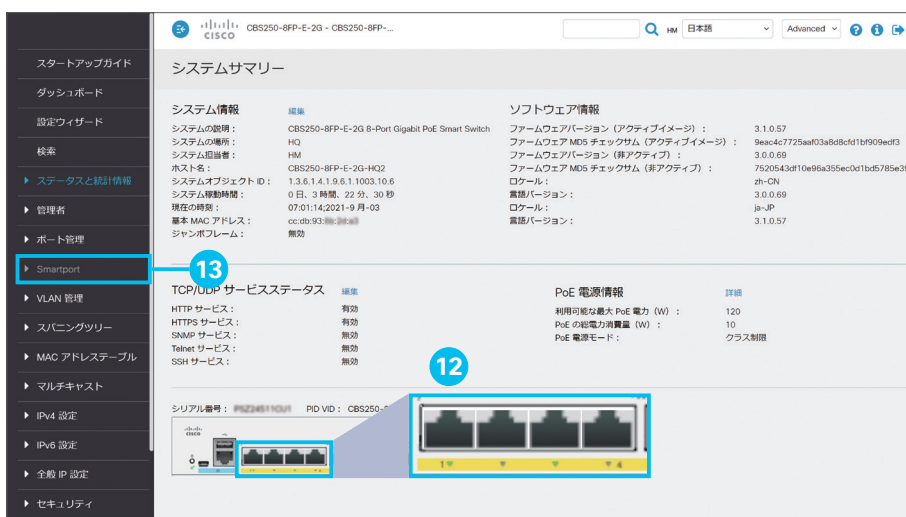 cisco CBS250-8FP-E-2G - CBS250-8FP-...
HM 日本語 Advanced
スタートアップガイド
ダッシュボード
設定ウィザード
検索
ステータスと統計情報
管理者
ポート管理
Smartport
VLAN 管理
スパニングツリー
MAC アドレステーブル
マルチキャスト
IPv4 設定
IPv6 設定
全般 IP 設定
セキュリティ
13
システムサマリー
システム情報 編集
システムの説明： CBS250-8FP-E-2G 8-Port Gigabit PoE Smart Switch
システムの場所： HQ
システム担当者： HM
ホスト名： CBS250-8FP-E-2G-HQ2
システムオブジェクト ID： 1.3.6.1.4.1.9.6.1.1003.10.6
システム稼動時間： 0 日、3 時間、22 分、30 秒
現在の時刻： 07:01:14;2021-9 月-03
基本 MAC アドレス： cc:db:93:
ジャンボフレーム： 無効
ソフトウェア情報
ファームウェアバージョン（アクティブイメージ）： 3.1.0.57
ファームウェア MD5 チェックサム（アクティブイメージ）： 9eac4c7725aaf03a8d8cfd1bf909edf3
ファームウェアバージョン（非アクティブ）： 3.0.0.69
ファームウェア MD5 チェックサム（非アクティブ）： 7520543df10e96a355ec0d1bd5785e39
ロケール： zh-CN
言語バージョン： 3.0.0.69
ロケール： ja-JP
言語バージョン： 3.1.0.57
TCP/UDP サービスステータス 編集
HTTP サービス： 有効
HTTPS サービス： 有効
SNMP サービス： 無効
Telnet サービス： 無効
SSH サービス： 無効
PoE 電源情報 詳細
利用可能な最大 PoE 電力（W）： 120
PoE の総電力消費量（W）： 10
PoE 電源モード： クラス制限
12
シリアル番号： PID VID： CBS250-
cisco
1 4